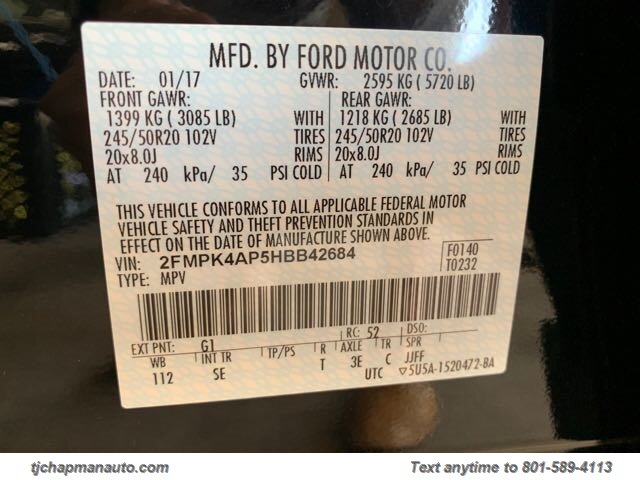 MFD. BY FORD MOTOR CO.
DATE: 01/17 GVWR: 2595 KG ( 5720 LB)
FRONT GAWR: REAR GAWR:
1399 KG ( 3085 LB) WITH 1218 KG ( 2685 LB) WITH
245/50R20 102V TIRES 245/50R20 102V TIRES
20x8.0J RIMS 20x8.0J RIMS
AT 240 kPa/ 35 PSI COLD AT 240 kPa/ 35 PSI COLD
THIS VEHICLE CONFORMS TO ALL APPLICABLE FEDERAL MOTOR
VEHICLE SAFETY AND THEFT PREVENTION STANDARDS IN
EFFECT ON THE DATE OF MANUFACTURE SHOWN ABOVE.
VIN: 2FMPK4AP5HBB42684 F0140
TYPE: MPV T0232
EXT PNT: G1 RC: 52 DSO:
WB INT TR TP/PS R AXLE TR SPR
112 SE T 3E C JJFF
UTC ▽5U5A-1520472-BA
tjchapmanauto.com Text anytime to 801-589-4113